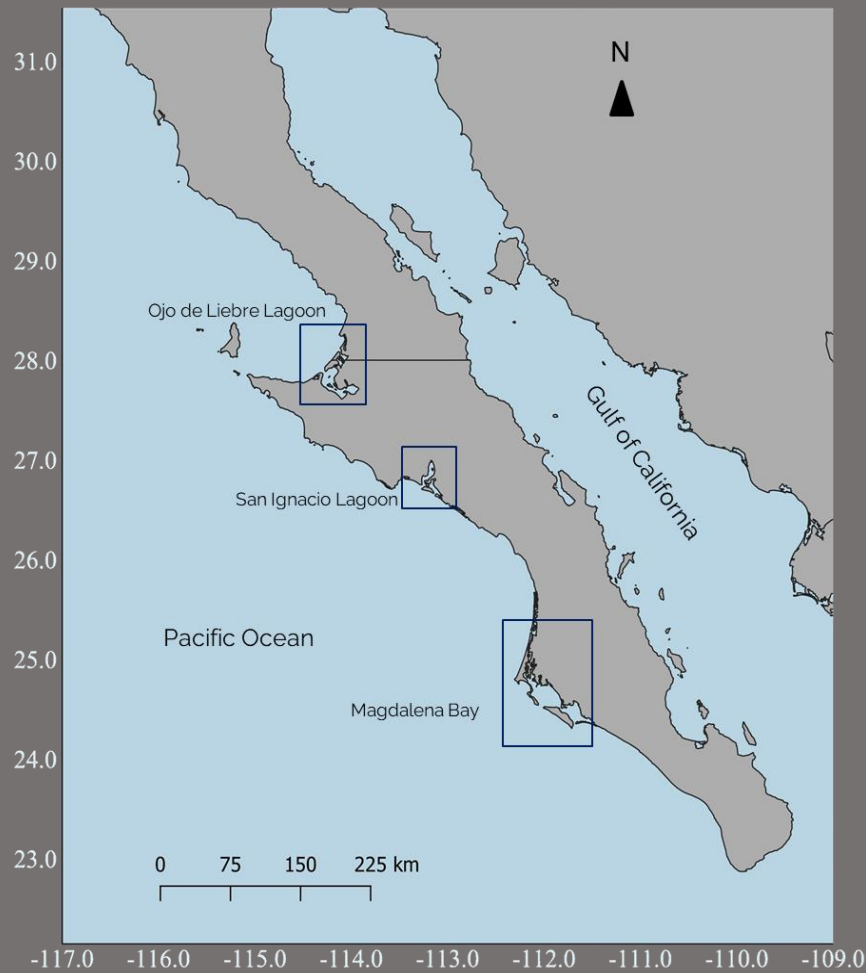 N
31.0
30.0
29.0
Ojo de Liebre Lagoon
28.0
Gulf of California
27.0
San Ignacio Lagoon
26.0
Pacific Ocean
25.0
Magdalena Bay
24.0
23.0
0 75 150 225 km
-117.0 -116.0 -115.0 -114.0 -113.0 -112.0 -111.0 -110.0 -109.0